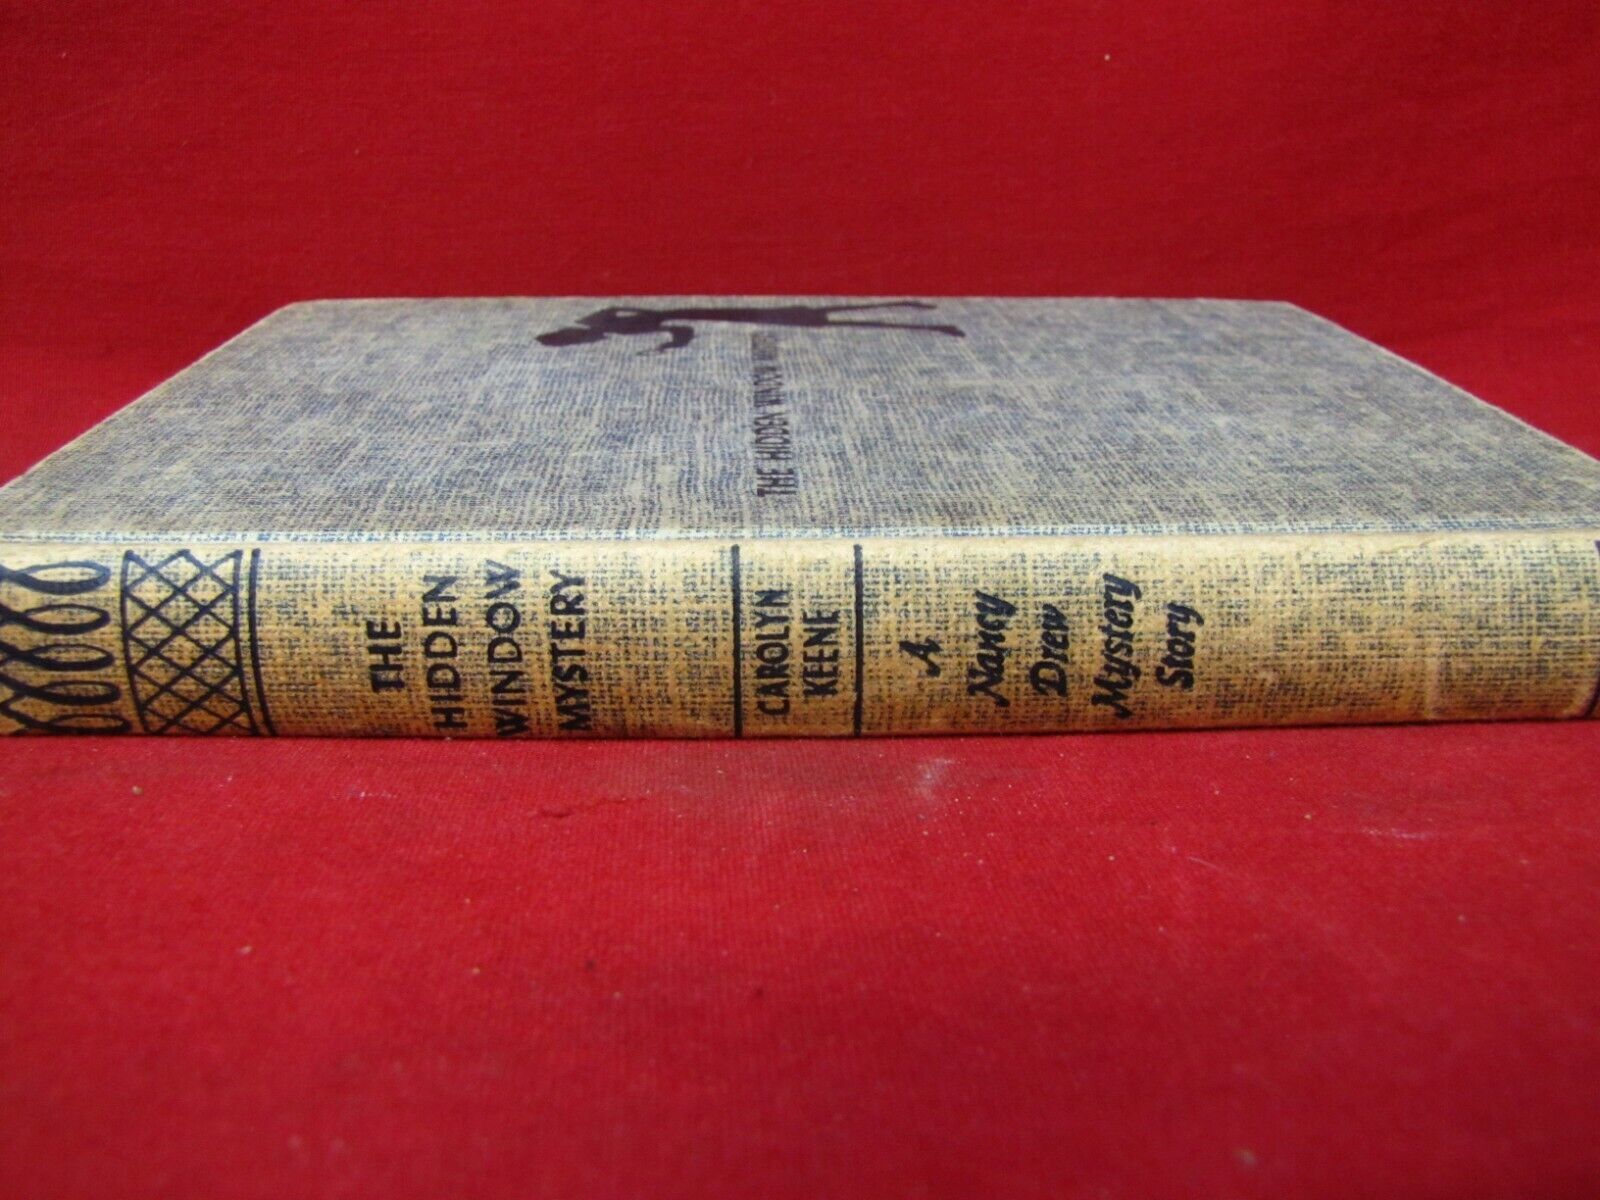 THE HIDDEN WINDOW MYSTERY
THE
HIDDEN
WINDOW
MYSTERY
CAROLYN
KEENE
A
Nancy
Drew
Mystery
Story